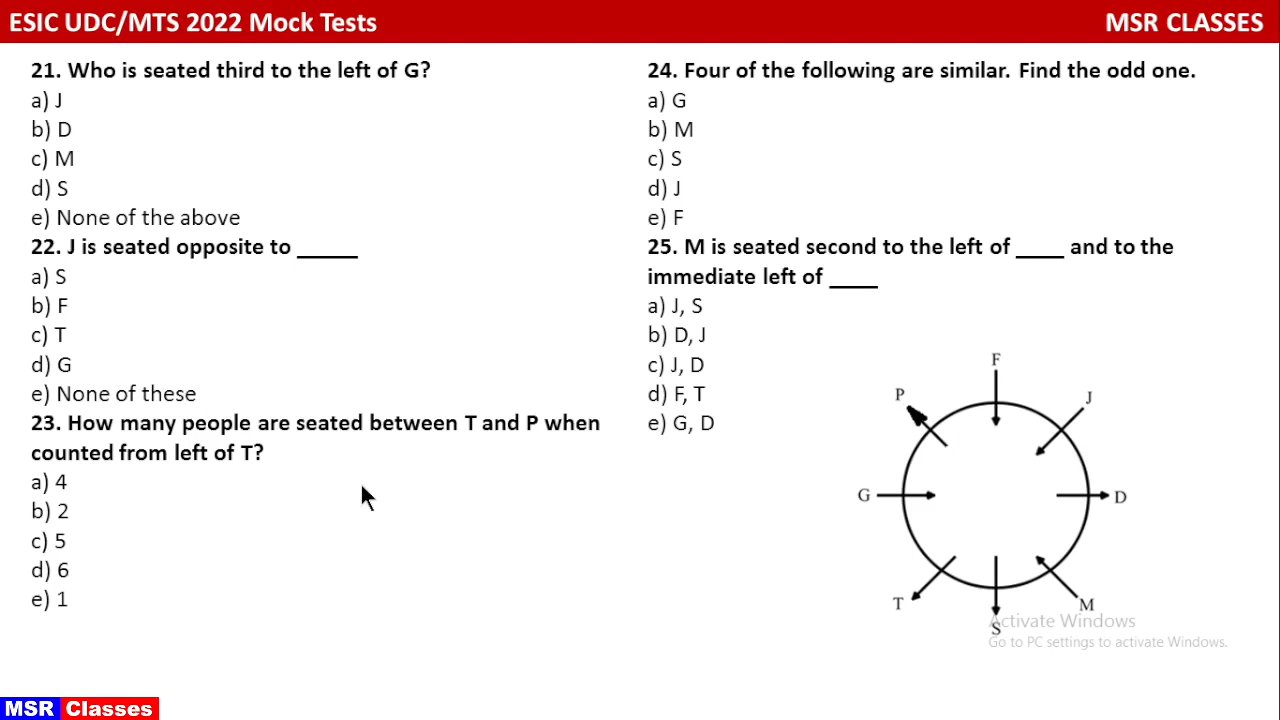 ESIC UDC/MTS 2022 Mock Tests
MSR CLASSES
21. Who is seated third to the left of G?
a) J
b) D
c) M
d) S
e) None of the above
22. J is seated opposite to _____
a) S
b) F
c) T
d) G
e) None of these
23. How many people are seated between T and P when
counted from left of T?
a) 4
b) 2
c) 5
d) 6
e) 1
24. Four of the following are similar. Find the odd one.
a) G
b) M
c) S
d) J
e) F
25. M is seated second to the left of ____ and to the
immediate left of ____
a) J, S
b) D, J
c) J, D
d) F, T
e) G, D
F
P
J
G
D
T
M
S
Activate Windows
Go to PC settings to activate Windows.
MSR Classes